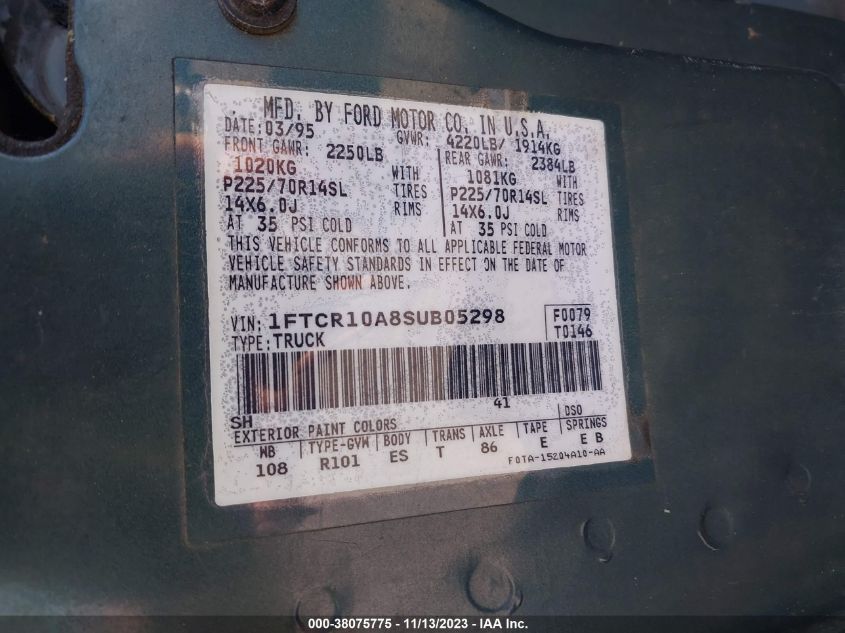 MFD. BY FORD MOTOR CO. IN U.S.A.
DATE: 03/95 GVWR: 4220LB/ 1914KG
FRONT GAWR: 2250LB REAR GAWR: 2384LB
1020KG WITH 1081KG WITH
P225/70R14SL TIRES P225/70R14SL TIRES
14X6.0J RIMS 14X6.0J RIMS
AT 35 PSI COLD AT 35 PSI COLD
THIS VEHICLE CONFORMS TO ALL APPLICABLE FEDERAL MOTOR
VEHICLE SAFETY STANDARDS IN EFFECT ON THE DATE OF
MANUFACTURE SHOWN ABOVE.
VIN: 1FTCR10A8SUB05298 F0079
TYPE: TRUCK T0146
SH 41
EXTERIOR PAINT COLORS DSO
WB TYPE-GVW BODY TRANS AXLE TAPE SPRINGS
108 R101 ES T 86 E E B
F0TA-15204A10-AA
000-38075775 - 11/13/2023 - IAA Inc.